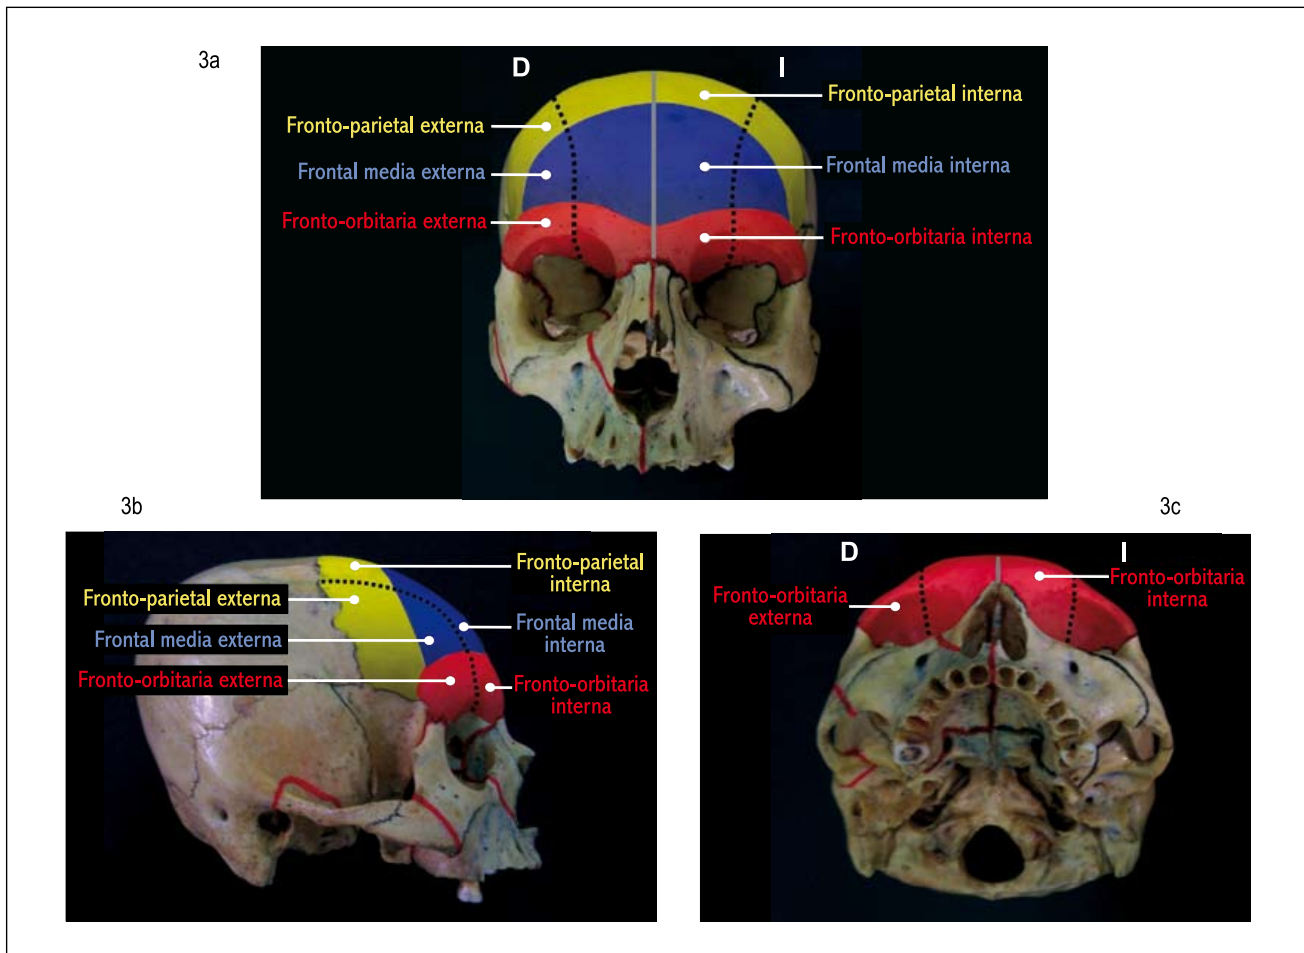 3a
D
I
Fronto-parietal interna
Fronto-parietal externa
Frontal media externa
Frontal media interna
Fronto-orbitaria externa
Fronto-orbitaria interna
3b
Fronto-parietal
interna
Fronto-parietal externa
Frontal media externa
Frontal media
interna
Fronto-orbitaria externa
Fronto-orbitaria
interna
3c
D
I
Fronto-orbitaria
externa
Fronto-orbitaria
interna